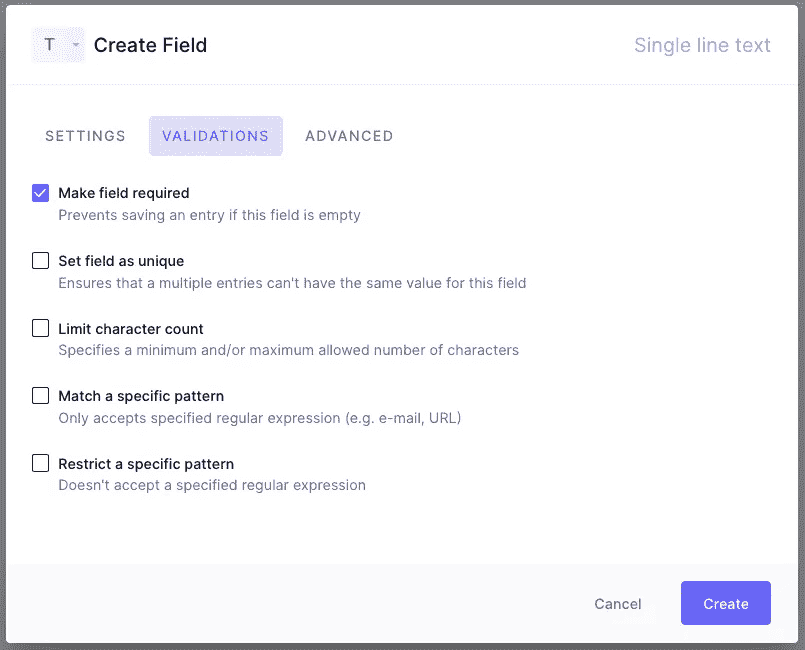 T Create Field Single line text
SETTINGS VALIDATIONS ADVANCED
Make field required
Prevents saving an entry if this field is empty
Set field as unique
Ensures that a multiple entries can't have the same value for this field
Limit character count
Specifies a minimum and/or maximum allowed number of characters
Match a specific pattern
Only accepts specified regular expression (e.g. e-mail, URL)
Restrict a specific pattern
Doesn't accept a specified regular expression
Cancel Create